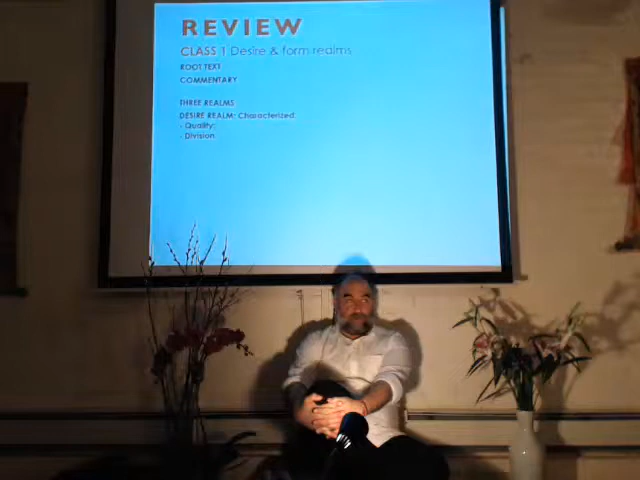 REVIEW
CLASS 1 Desire & form realms
ROOT TEXT
COMMENTARY
THREE REALMS
DESIRE REALM: Characterized
- Quality:
- Division